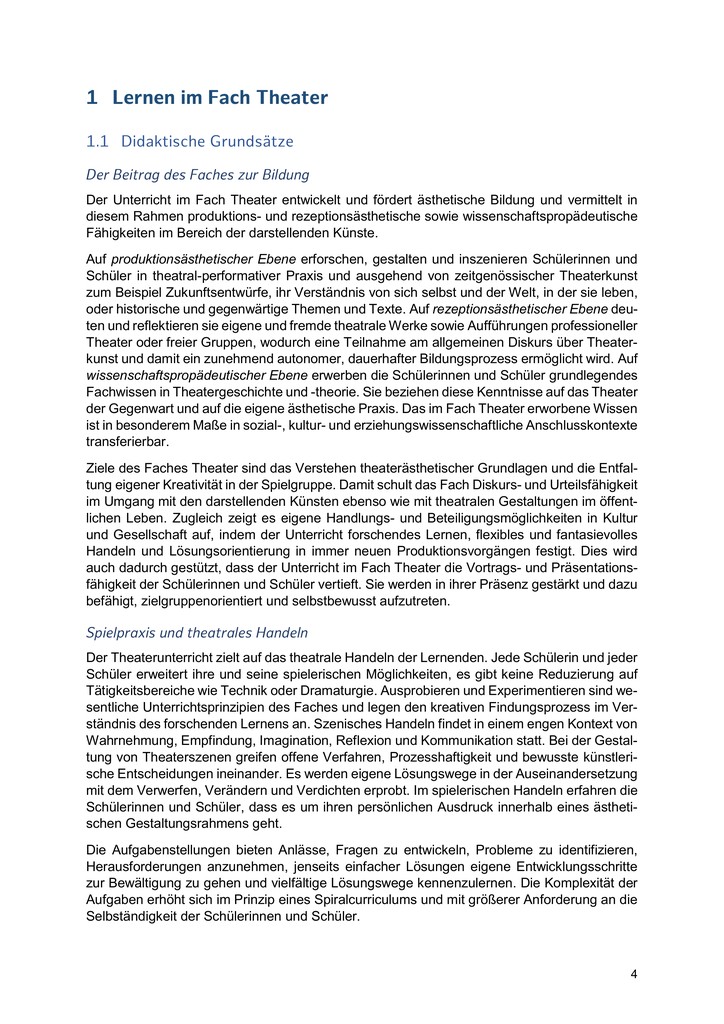 1 Lernen im Fach Theater
1.1 Didaktische Grundsätze
Der Beitrag des Faches zur Bildung
Der Unterricht im Fach Theater entwickelt und fördert ästhetische Bildung und vermittelt in
diesem Rahmen produktions- und rezeptionsästhetische sowie wissenschaftspropädeutische
Fähigkeiten im Bereich der darstellenden Künste.
Auf produktionsästhetischer Ebene erforschen, gestalten und inszenieren Schülerinnen und
Schüler in theatral-performativer Praxis und ausgehend von zeitgenössischer Theaterkunst
zum Beispiel Zukunftsentwürfe, ihr Verständnis von sich selbst und der Welt, in der sie leben,
oder historische und gegenwärtige Themen und Texte. Auf rezeptionsästhetischer Ebene deu-
ten und reflektieren sie eigene und fremde theatrale Werke sowie Aufführungen professioneller
Theater oder freier Gruppen, wodurch eine Teilnahme am allgemeinen Diskurs über Theater-
kunst und damit ein zunehmend autonomer, dauerhafter Bildungsprozess ermöglicht wird. Auf
wissenschaftspropädeutischer Ebene erwerben die Schülerinnen und Schüler grundlegendes
Fachwissen in Theatergeschichte und -theorie. Sie beziehen diese Kenntnisse auf das Theater
der Gegenwart und auf die eigene ästhetische Praxis. Das im Fach Theater erworbene Wissen
ist in besonderem Maße in sozial-, kultur- und erziehungswissenschaftliche Anschlusskontexte
transferierbar.
Ziele des Faches Theater sind das Verstehen theaterästhetischer Grundlagen und die Entfal-
tung eigener Kreativität in der Spielgruppe. Damit schult das Fach Diskurs- und Urteilsfähigkeit
im Umgang mit den darstellenden Künsten ebenso wie mit theatralen Gestaltungen im öffent-
lichen Leben. Zugleich zeigt es eigene Handlungs- und Beteiligungsmöglichkeiten in Kultur
und Gesellschaft auf, indem der Unterricht forschendes Lernen, flexibles und fantasievolles
Handeln und Lösungsorientierung in immer neuen Produktionsvorgängen festigt. Dies wird
auch dadurch gestützt, dass der Unterricht im Fach Theater die Vortrags- und Präsentations-
fähigkeit der Schülerinnen und Schüler vertieft. Sie werden in ihrer Präsenz gestärkt und dazu
befähigt, zielgruppenorientiert und selbstbewusst aufzutreten.
Spielpraxis und theatrales Handeln
Der Theaterunterricht zielt auf das theatrale Handeln der Lernenden. Jede Schülerin und jeder
Schüler erweitert ihre und seine spielerischen Möglichkeiten, es gibt keine Reduzierung auf
Tätigkeitsbereiche wie Technik oder Dramaturgie. Ausprobieren und Experimentieren sind we-
sentliche Unterrichtsprinzipien des Faches und legen den kreativen Findungsprozess im Ver-
ständnis des forschenden Lernens an. Szenisches Handeln findet in einem engen Kontext von
Wahrnehmung, Empfindung, Imagination, Reflexion und Kommunikation statt. Bei der Gestal-
tung von Theaterszenen greifen offene Verfahren, Prozesshaftigkeit und bewusste künstleri-
sche Entscheidungen ineinander. Es werden eigene Lösungswege in der Auseinandersetzung
mit dem Verwerfen, Verändern und Verdichten erprobt. Im spielerischen Handeln erfahren die
Schülerinnen und Schüler, dass es um ihren persönlichen Ausdruck innerhalb eines ästheti-
schen Gestaltungsrahmens geht.
Die Aufgabenstellungen bieten Anlässe, Fragen zu entwickeln, Probleme zu identifizieren,
Herausforderungen anzunehmen, jenseits einfacher Lösungen eigene Entwicklungsschritte
zur Bewältigung zu gehen und vielfältige Lösungswege kennenzulernen. Die Komplexität der
Aufgaben erhöht sich im Prinzip eines Spiralcurriculums und mit größerer Anforderung an die
Selbständigkeit der Schülerinnen und Schüler.
4